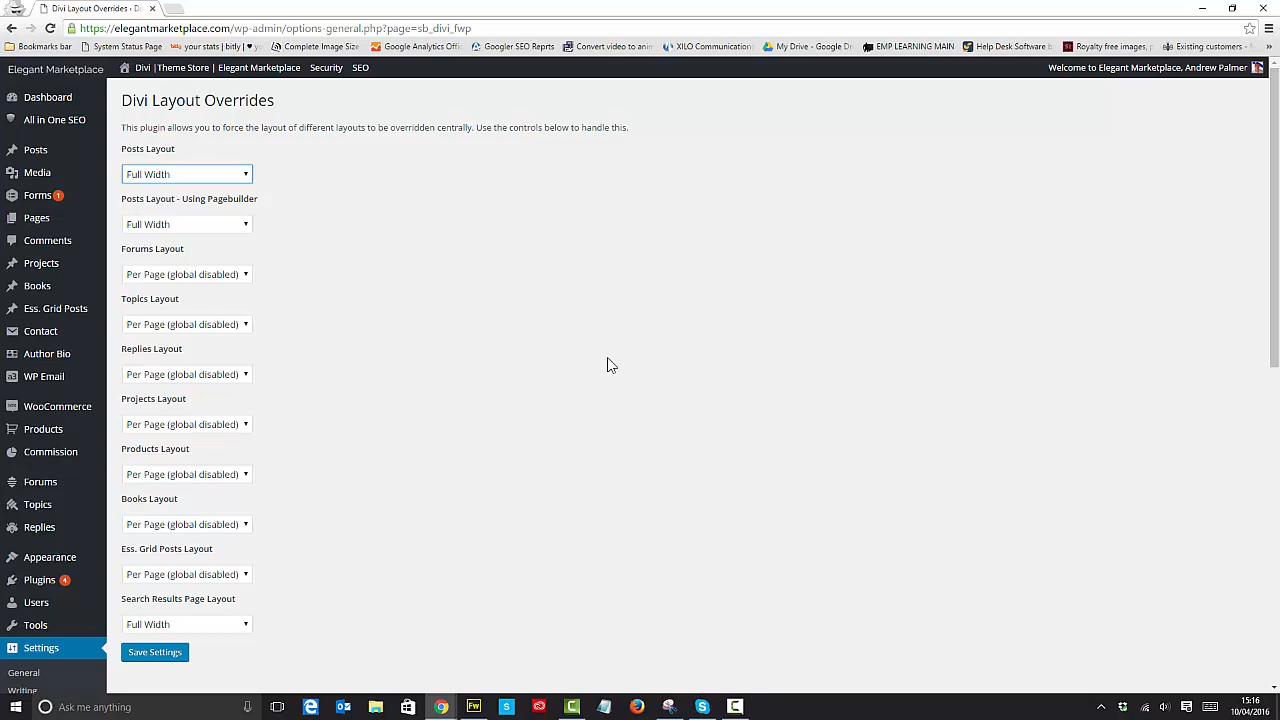 Divi Layout Overrides • D
https://elegantmarketplace.com/wp-admin/options-general.php?page=sb_divi_fwp
Bookmarks bar
System Status Page
your stats | bitly | ♥
Complete Image Size
Google Analytics Offic
Googler SEO Reprts
Convert video to anim
XILO Communication
My Drive - Google Dr
EMP LEARNING MAIN
Help Desk Software b
Royalty free images, p
Existing customers - M
Elegant Marketplace
Divi |Theme Store | Elegant Marketplace
Security
SEO
Welcome to Elegant Marketplace, Andrew Palmer
Dashboard
All in One SEO
Posts
Media
Forms 1
Pages
Comments
Projects
Books
Ess. Grid Posts
Contact
Author Bio
WP Email
WooCommerce
Products
Commission
Forums
Topics
Replies
Appearance
Plugins 4
Users
Tools
Settings
General
Writing
Divi Layout Overrides
This plugin allows you to force the layout of different layouts to be overridden centrally. Use the controls below to handle this.
Posts Layout
Full Width
Posts Layout - Using Pagebuilder
Full Width
Forums Layout
Per Page (global disabled)
Topics Layout
Per Page (global disabled)
Replies Layout
Per Page (global disabled)
Projects Layout
Per Page (global disabled)
Products Layout
Per Page (global disabled)
Books Layout
Per Page (global disabled)
Ess. Grid Posts Layout
Per Page (global disabled)
Search Results Page Layout
Full Width
Save Settings
Ask me anything
Fw
15:16
10/04/2016